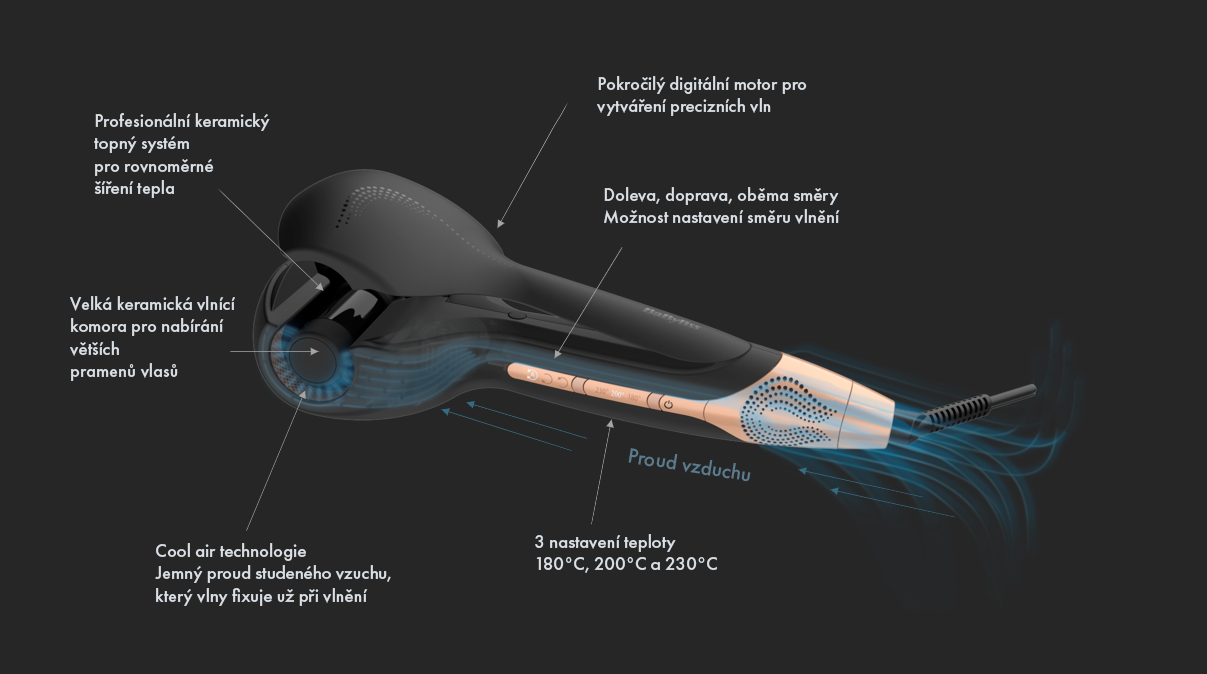 Pokročilý digitální motor pro
vytváření precizních vln
Profesionální keramický
topný systém
pro rovnoměrné
šíření tepla
Doleva, doprava, oběma směry
Možnost nastavení směru vlnění
Velká keramická vlnící
komora pro nabírání
větších
pramenů vlasů
BaByliss
200°
Proud vzduchu
3 nastavení teploty
180°C, 200°C a 230°C
Cool air technologie
Jemný proud studeného vzuchu,
který vlny fixuje už při vlnění